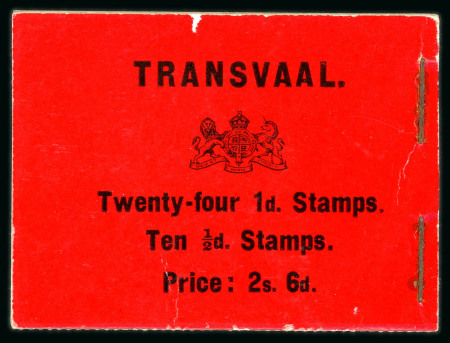 TRANSVAAL.
Twenty-four 1d. Stamps.
Ten ½d. Stamps.
Price: 2s. 6d.